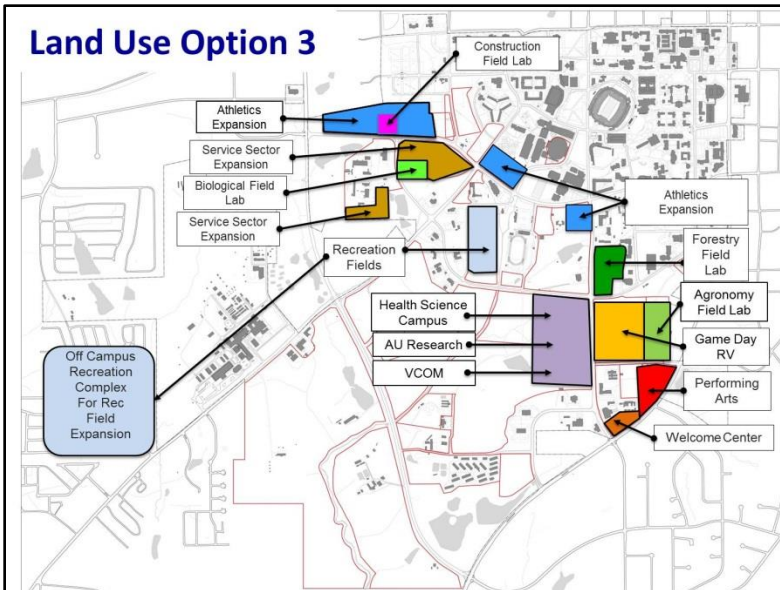 Land Use Option 3
Construction
Field Lab
Athletics
Expansion
Service Sector
Expansion
Biological Field
Lab
Service Sector
Expansion
Athletics
Expansion
Recreation
Fields
Forestry
Field
Lab
Health Science
Campus
Agronomy
Field Lab
AU Research
Game Day
RV
VCOM
Off Campus
Recreation
Complex
For Rec
Field
Expansion
Performing
Arts
Welcome Center